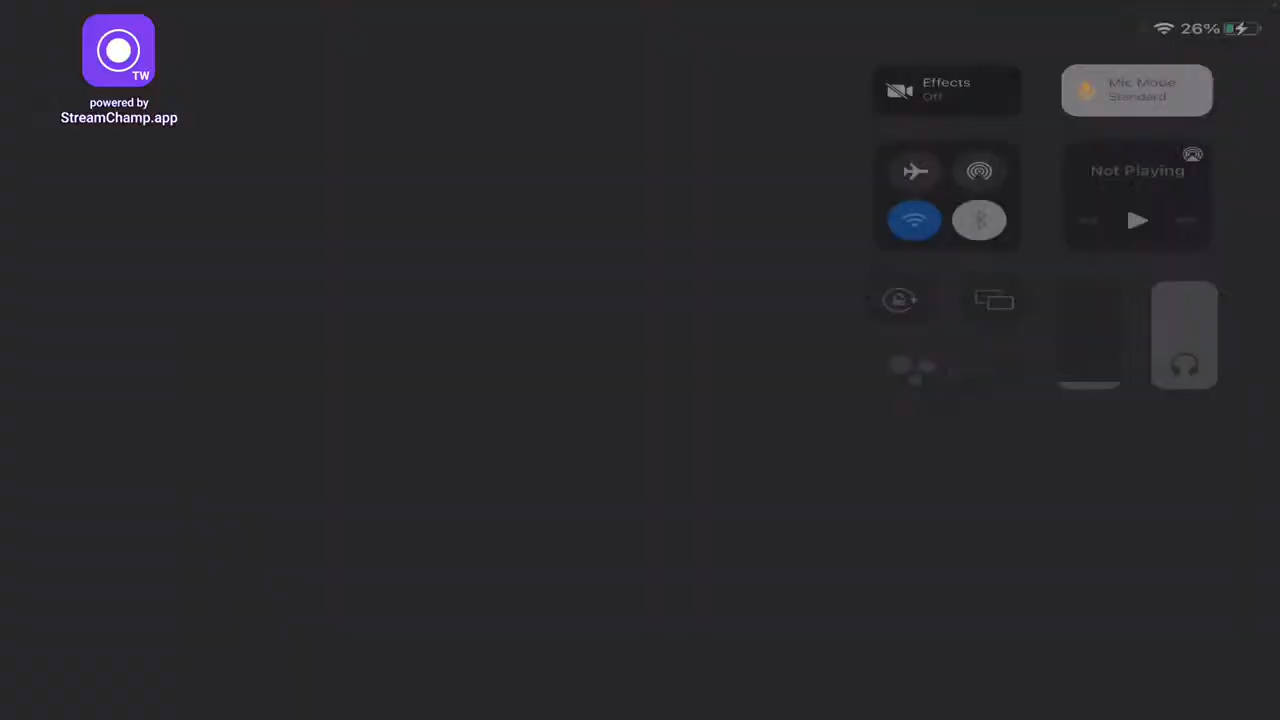 TW
powered by
StreamChamp.app
26%
Effects
Off
Mic Mode
Standard
Not Playing